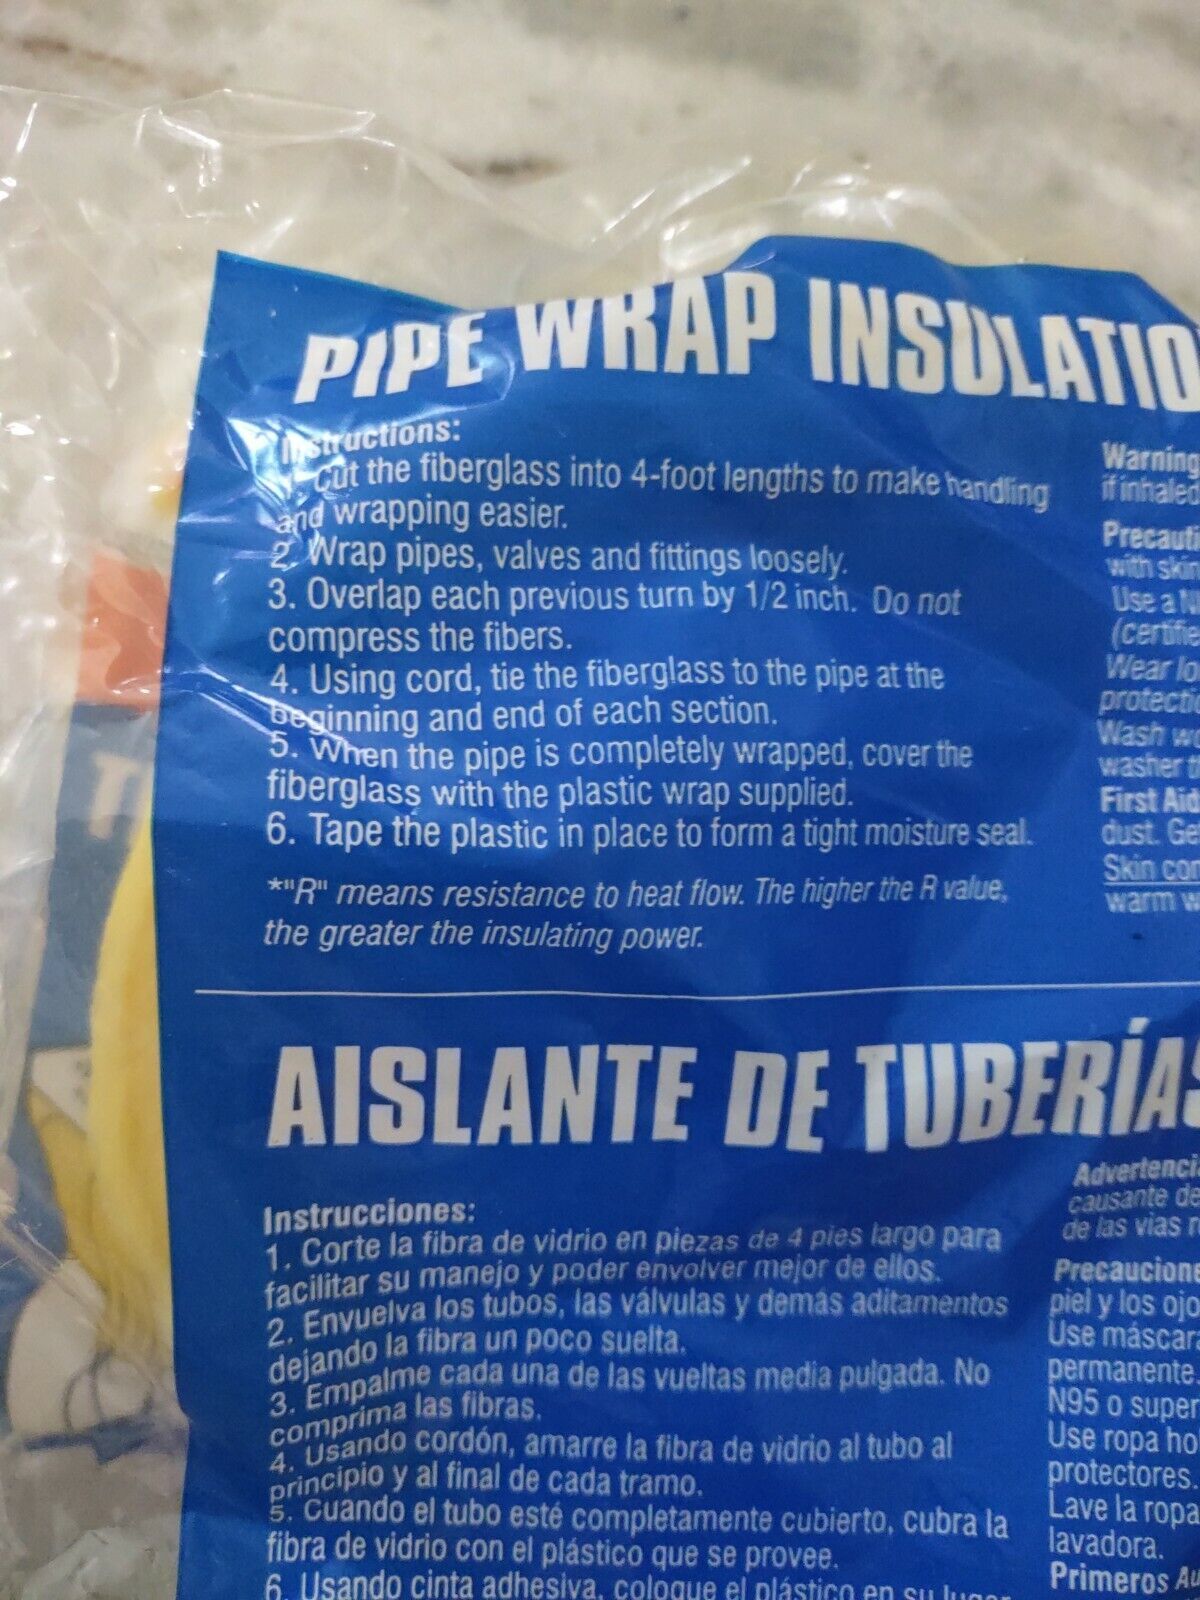 PIPE WRAP INSULATIO
Instructions:
Cut the fiberglass into 4-foot lengths to make handling
and wrapping easier.
2. Wrap pipes, valves and fittings loosely.
3. Overlap each previous turn by 1/2 inch. Do not
compress the fibers.
4. Using cord, tie the fiberglass to the pipe at the
beginning and end of each section.
5. When the pipe is completely wrapped, cover the
fiberglass with the plastic wrap supplied.
6. Tape the plastic in place to form a tight moisture seal.
*"R" means resistance to heat flow. The higher the R value,
the greater the insulating power.
Warning
if inhaled
Precauti
with skin
Use a N
(certifie
Wear lo
protecti
Wash wo
washer th
First Aid
dust. Ge
Skin con
warm w
AISLANTE DE TUBERÍAS
Instrucciones:
1. Corte la fibra de vidrio en piezas de 4 pies largo para
facilitar su manejo y poder envolver mejor de ellos.
2. Envuelva los tubos, las válvulas y demás aditamentos
dejando la fibra un poco suelta.
3. Empalme cada una de las vueltas media pulgada. No
comprima las fibras.
4. Usando cordón, amarre la fibra de vidrio al tubo al
principio y al final de cada tramo.
5. Cuando el tubo esté completamente cubierto, cubra la
fibra de vidrio con el plástico que se provee.
6. Usando cinta adhesiva, coloque el plástico en su lugar
Advertencia
causante de
de las vías r
Precaucions
piel y los ojo
Use máscara
permanente.
N95 o super
Use ropa hol
protectores.
Lave la ropa
lavadora.
Primeros Au
T